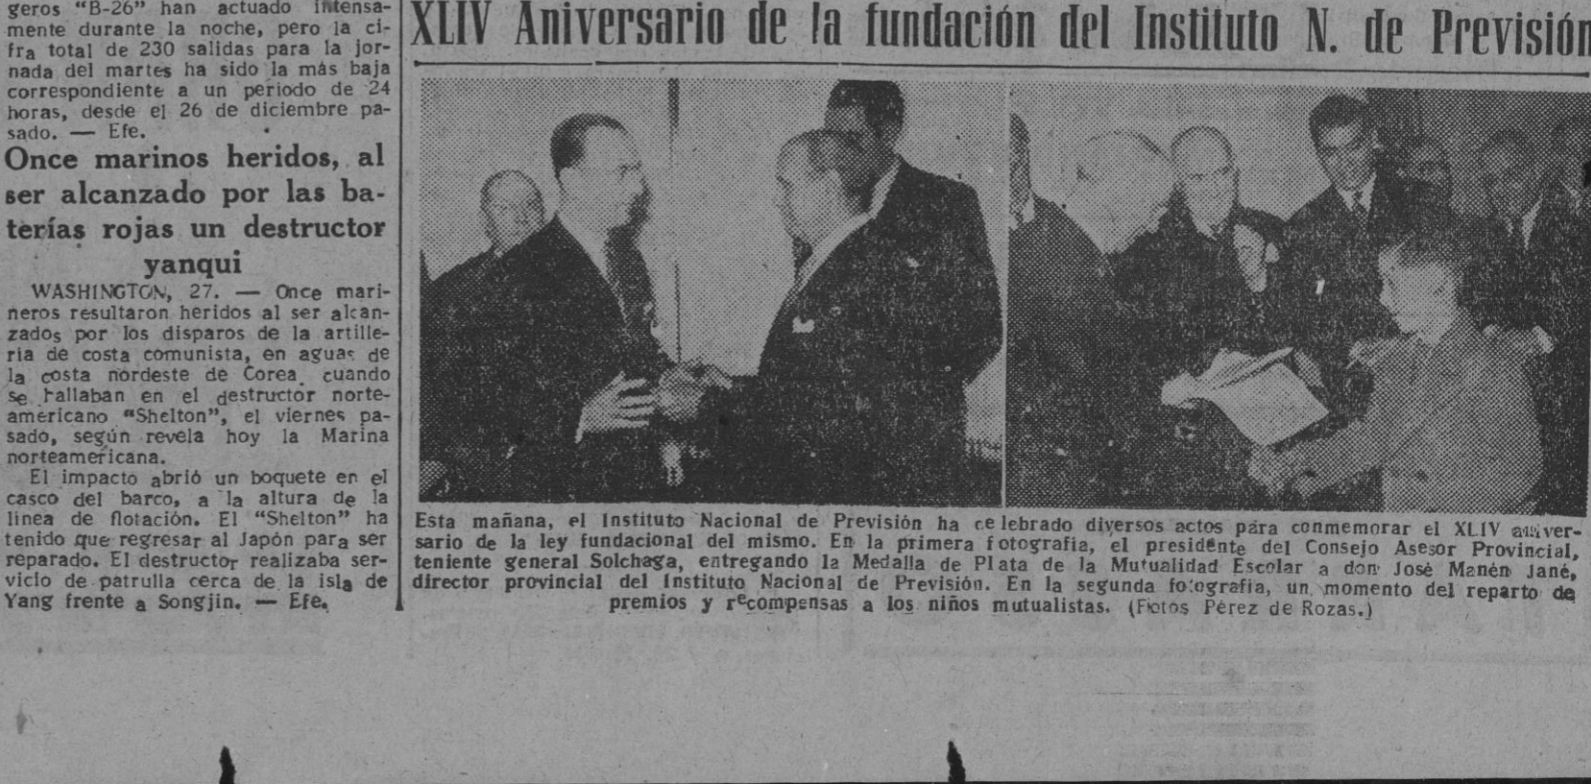 geros “B-26” han actuado intensa-
mente durante la noche, pero la ci-
fra total de 230 salidas para la jor-
nada del martes ha sido la más baja
correspondiente a un periodo de 24
horas, desde el 26 de diciembre pa-
sado. — Efe.
Once marinos heridos, al
ser alcanzado por las ba-
terías rojas un destructor
yanqui
WASHINGTON, 27. — Once mari-
neros resultaron heridos al ser alcan-
zados por los disparos de la artille-
ria de costa comunista, en aguas de
la costa nordeste de Corea, cuando
se hallaban en el destructor norte-
americano “Shelton”, el viernes pa-
sado, según revela hoy la Marina
norteamericana.
El impacto abrió un boquete en el
casco del barco, a la altura de la
linea de flotación. El “Shelton” ha
tenido que regresar al Japón para ser
reparado. El destructor realizaba ser-
vicio de patrulla cerca de la isla de
Yang frente a Songjin. — Efe.
XLIV Aniversario de la fundación del Instituto N. de Previsión
Esta mañana, el Instituto Nacional de Previsión ha celebrado diversos actos para conmemorar el XLIV aniver-
sario de la ley fundacional del mismo. En la primera fotografia, el presidente del Consejo Asesor Provincial,
teniente general Solchaga, entregando la Medalla de Plata de la Mutualidad Escolar a don José Manén Jané,
director provincial del Instituto Nacional de Previsión. En la segunda fotografia, un momento del reparto de
premios y recompensas a los niños mutualistas. (Fotos Pérez de Rozas.)